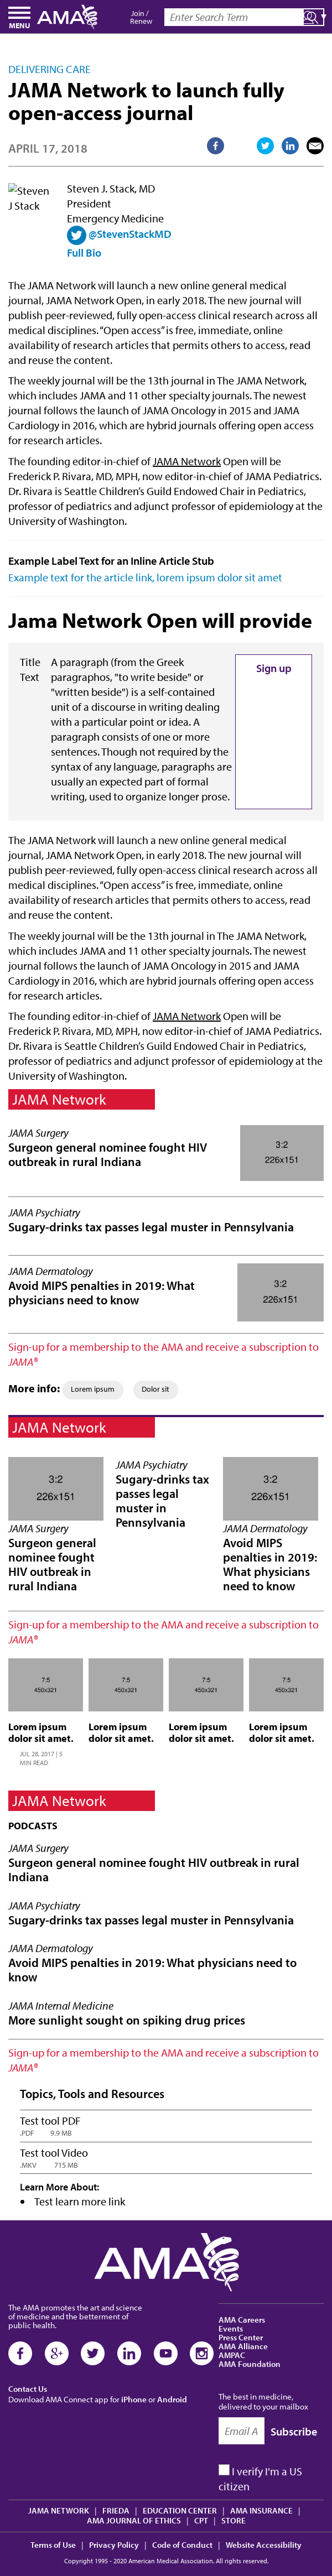 MENU
AMA
Join /
Renew
Enter Search Term
DELIVERING CARE
JAMA Network to launch fully
open-access journal
APRIL 17, 2018
Steven
J Stack
Steven J. Stack, MD
President
Emergency Medicine
@StevenStackMD
Full Bio
The JAMA Network will launch a new online general medical
journal, JAMA Network Open, in early 2018. The new journal will
publish peer-reviewed, fully open-access clinical research across all
medical disciplines. “Open access” is free, immediate, online
availability of research articles that permits others to access, read
and reuse the content.
The weekly journal will be the 13th journal in The JAMA Network,
which includes JAMA and 11 other specialty journals. The newest
journal follows the launch of JAMA Oncology in 2015 and JAMA
Cardiology in 2016, which are hybrid journals offering open access
for research articles.
The founding editor-in-chief of JAMA Network Open will be
Frederick P. Rivara, MD, MPH, now editor-in-chief of JAMA Pediatrics.
Dr. Rivara is Seattle Children’s Guild Endowed Chair in Pediatrics,
professor of pediatrics and adjunct professor of epidemiology at the
University of Washington.
Example Label Text for an Inline Article Stub
Example text for the article link, lorem ipsum dolor sit amet
Jama Network Open will provide
Title
Text
A paragraph (from the Greek
paragraphos, "to write beside" or
"written beside") is a self-contained
unit of a discourse in writing dealing
with a particular point or idea. A
paragraph consists of one or more
sentences. Though not required by the
syntax of any language, paragraphs are
usually an expected part of formal
writing, used to organize longer prose.
Sign up
The JAMA Network will launch a new online general medical
journal, JAMA Network Open, in early 2018. The new journal will
publish peer-reviewed, fully open-access clinical research across all
medical disciplines. “Open access” is free, immediate, online
availability of research articles that permits others to access, read
and reuse the content.
The weekly journal will be the 13th journal in The JAMA Network,
which includes JAMA and 11 other specialty journals. The newest
journal follows the launch of JAMA Oncology in 2015 and JAMA
Cardiology in 2016, which are hybrid journals offering open access
for research articles.
The founding editor-in-chief of JAMA Network Open will be
Frederick P. Rivara, MD, MPH, now editor-in-chief of JAMA Pediatrics.
Dr. Rivara is Seattle Children’s Guild Endowed Chair in Pediatrics,
professor of pediatrics and adjunct professor of epidemiology at the
University of Washington.
JAMA Network
JAMA Surgery
Surgeon general nominee fought HIV
outbreak in rural Indiana
3:2
226x151
JAMA Psychiatry
Sugary-drinks tax passes legal muster in Pennsylvania
JAMA Dermatology
Avoid MIPS penalties in 2019: What
physicians need to know
3:2
226x151
Sign-up for a membership to the AMA and receive a subscription to
JAMA®
More info: Lorem ipsum Dolor sit
JAMA Network
3:2
226x151
JAMA Surgery
Surgeon general
nominee fought
HIV outbreak in
rural Indiana
JAMA Psychiatry
Sugary-drinks tax
passes legal
muster in
Pennsylvania
3:2
226x151
JAMA Dermatology
Avoid MIPS
penalties in 2019:
What physicians
need to know
Sign-up for a membership to the AMA and receive a subscription to
JAMA®
7:5
450x321
Lorem ipsum
dolor sit amet.
JUL 28, 2017 | 5
MIN READ
7:5
450x321
Lorem ipsum
dolor sit amet.
7:5
450x321
Lorem ipsum
dolor sit amet.
7:5
450x321
Lorem ipsum
dolor sit amet.
JAMA Network
PODCASTS
JAMA Surgery
Surgeon general nominee fought HIV outbreak in rural
Indiana
JAMA Psychiatry
Sugary-drinks tax passes legal muster in Pennsylvania
JAMA Dermatology
Avoid MIPS penalties in 2019: What physicians need to
know
JAMA Internal Medicine
More sunlight sought on spiking drug prices
Sign-up for a membership to the AMA and receive a subscription to
JAMA®
Topics, Tools and Resources
Test tool PDF
.PDF 9.9 MB
Test tool Video
.MKV 715 MB
Learn More About:
• Test learn more link
AMA
The AMA promotes the art and science
of medicine and the betterment of
public health.
Contact Us
Download AMA Connect app for iPhone or Android
AMA Careers
Events
Press Center
AMA Alliance
AMPAC
AMA Foundation
The best in medicine,
delivered to your mailbox
Email A
Subscribe
I verify I'm a US
citizen
JAMA NETWORK | FRIEDA | EDUCATION CENTER | AMA INSURANCE |
AMA JOURNAL OF ETHICS | CPT | STORE
Terms of Use | Privacy Policy | Code of Conduct | Website Accessibility
Copyright 1995 - 2020 American Medical Association. All rights reserved.